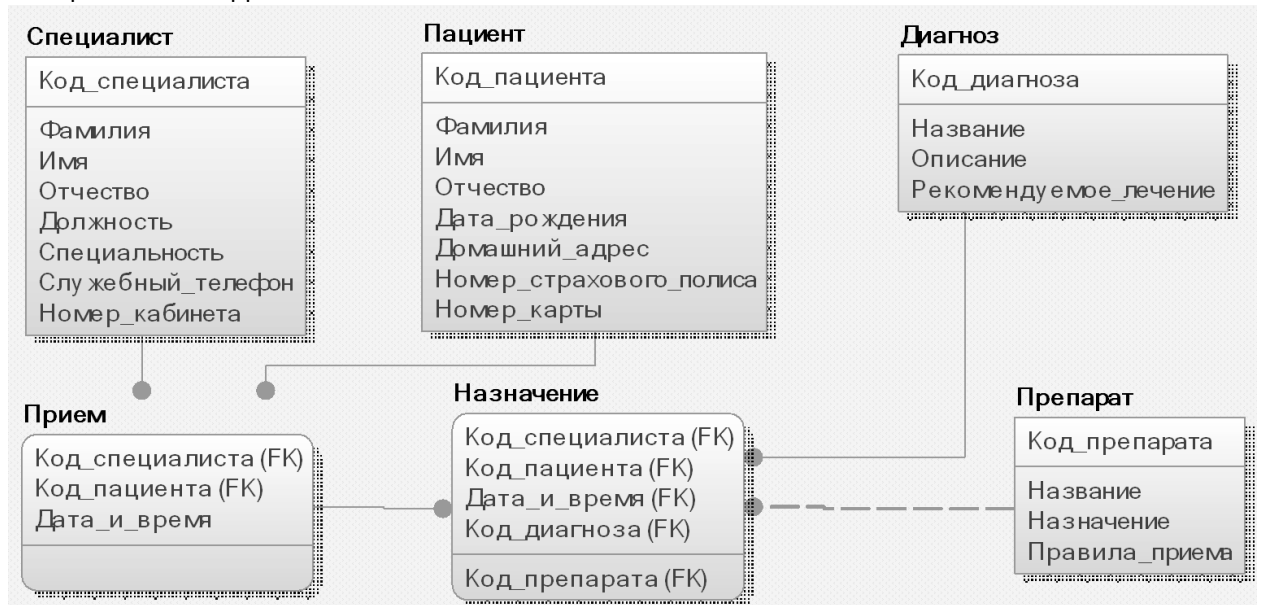 Специалист
Код_специалиста
Фамилия
Имя
Отчество
Должность
Специальность
Служебный_телефон
Номер_кабинета
Пациент
Код_пациента
Фамилия
Имя
Отчество
Дата_рождения
Домашний_адрес
Номер_страхового_полиса
Номер_карты
Диагноз
Код_диагноза
Название
Описание
Рекомендуемое_лечение
Прием
Код_специалиста (FK)
Код_пациента (FK)
Дата_и_время
Назначение
Код_специалиста (FK)
Код_пациента (FK)
Дата_и_время (FK)
Код_диагноза (FK)
Код_препарата (FK)
Препарат
Код_препарата
Название
Назначение
Правила_приема